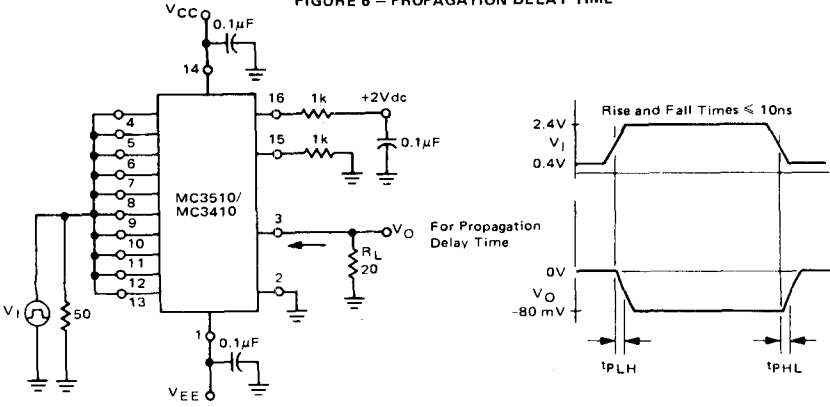 FIGURE 6 – PROPAGATION DELAY TIME
VCC
0.1μF
14
16
1k
+2Vdc
0.1μF
15
1k
4
5
6
7
8
9
10
11
12
13
MC3510/
MC3410
3
VO
For Propagation
Delay Time
RL
20
2
VI
50
1
0.1μF
VEE
Rise and Fall Times ≤ 10ns
2.4V
VI
0.4V
0V
VO
-80 mV
tPLH
tPHL